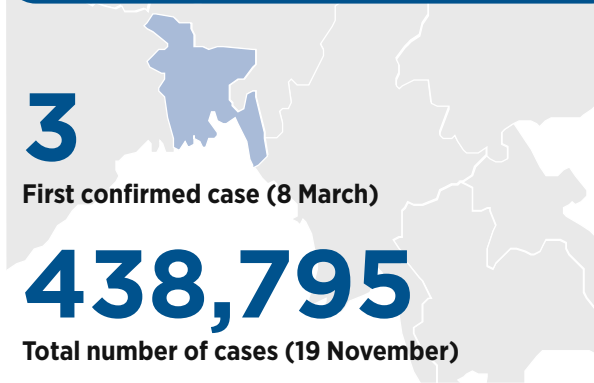 3
First confirmed case (8 March)
438,795
Total number of cases (19 November)